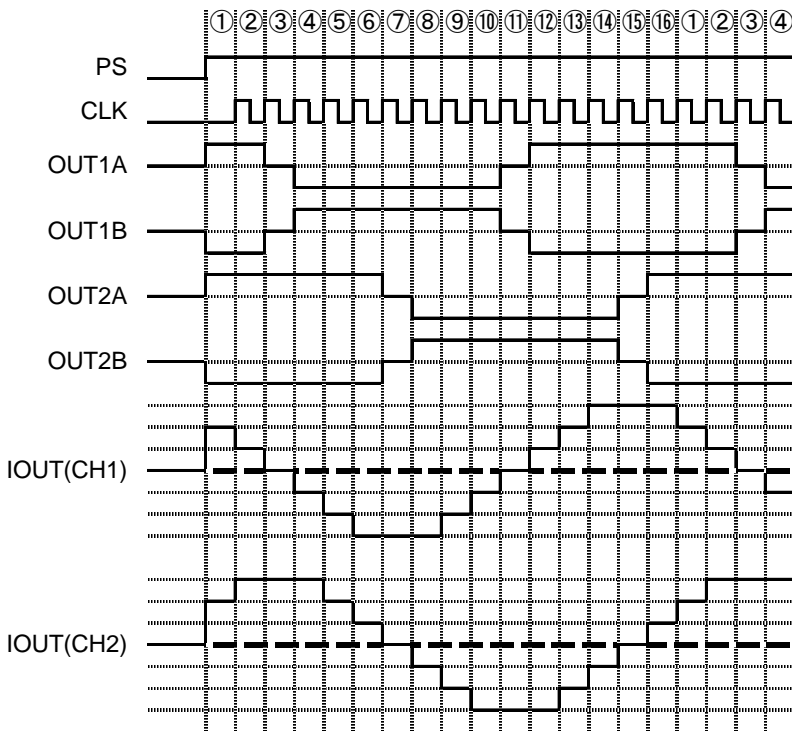 ①②③④⑤⑥⑦⑧⑨⑩⑪⑫⑬⑭⑮⑯①②③④
PS
CLK
OUT1A
OUT1B
OUT2A
OUT2B
IOUT(CH1)
IOUT(CH2)